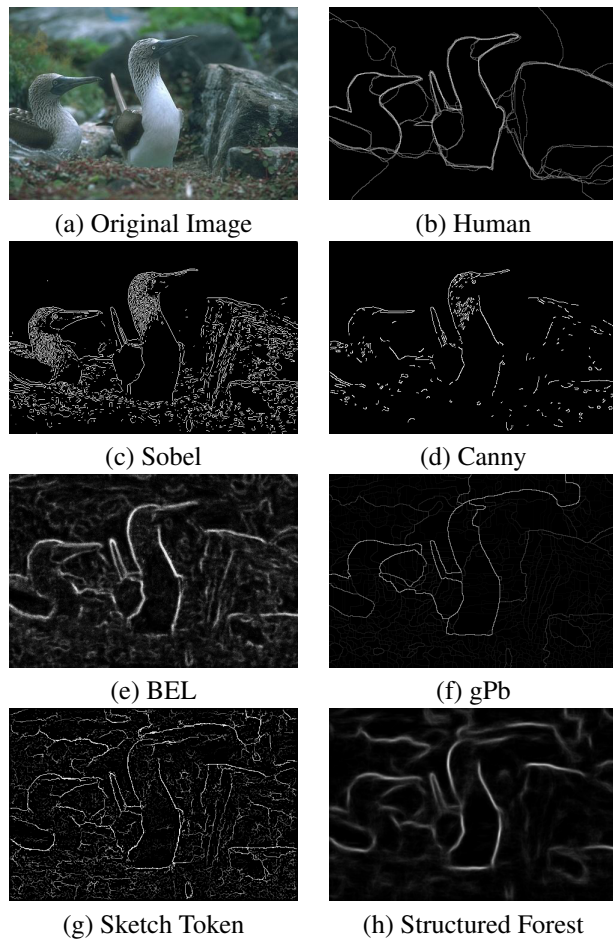 (a) Original Image
(b) Human
(c) Sobel
(d) Canny
(e) BEL
(f) gPb
(g) Sketch Token
(h) Structured Forest